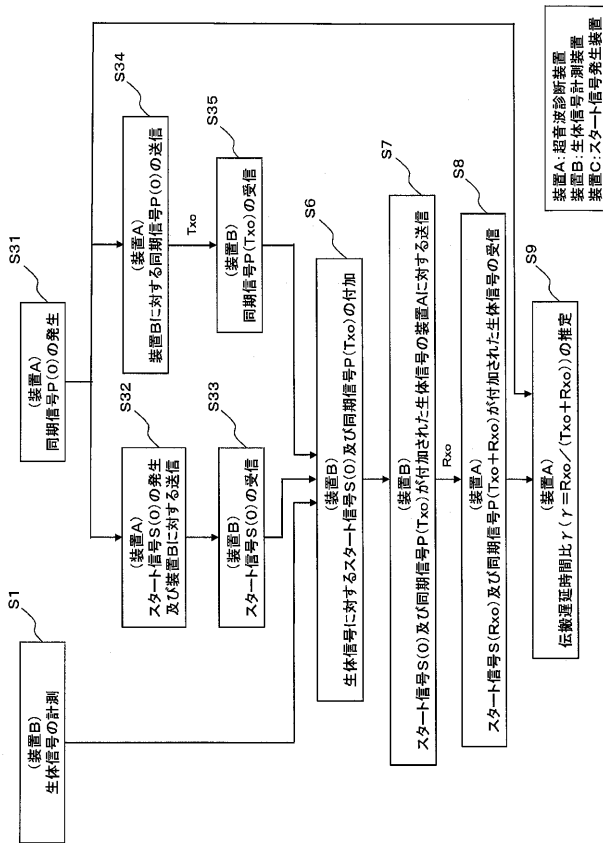 S1
(装置B)
生体信号の計測
S31
(装置A)
同期信号P(0)の発生
S32
(装置A)
スタート信号S(0)の発生
及び装置Bに対する送信
S33
(装置B)
スタート信号S(0)の受信
S34
(装置A)
装置Bに対する同期信号P(0)の送信
Txo
S35
(装置B)
同期信号P(Txo)の受信
S6
(装置B)
生体信号に対するスタート信号S(0)及び同期信号P(Txo)の付加
S7
(装置B)
スタート信号S(0)及び同期信号P(Txo)が付加された生体信号の装置Aに対する送信
Rxo
S8
(装置A)
スタート信号S(Rxo)及び同期信号P(Txo+Rxo)が付加された生体信号の受信
S9
(装置A)
伝搬遅延時間比γ(γ=Rxo/(Txo+Rxo))の推定
装置A:超音波診断装置
装置B:生体信号計測装置
装置C:スタート信号発生装置